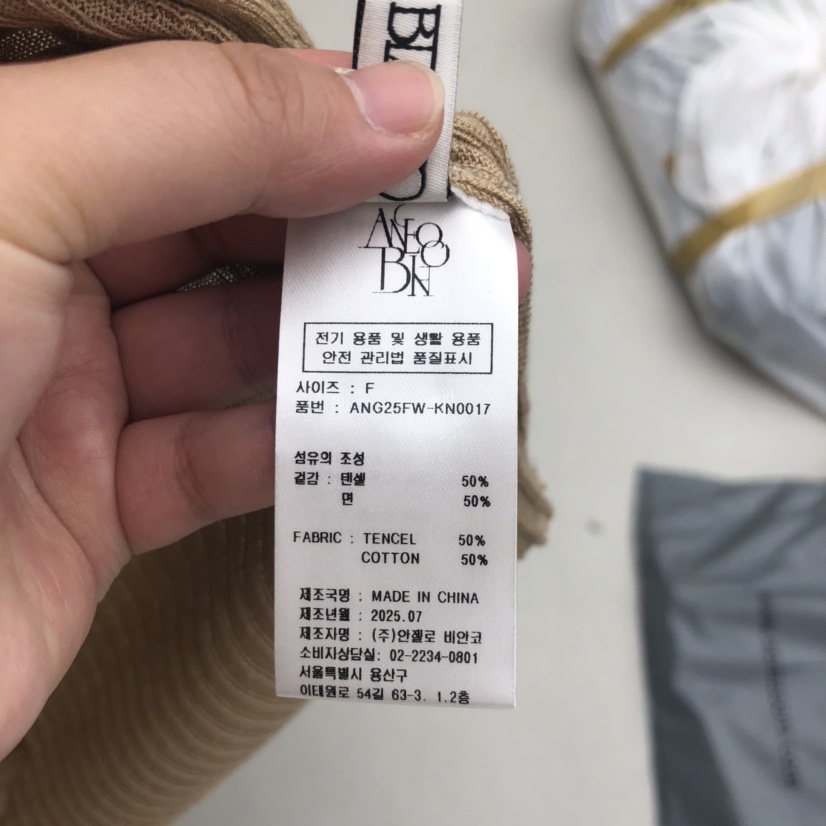 전기 용품 및 생활 용품
안전 관리법 품질표시
사이즈 : F
품번 : ANG25FW-KN0017
섬유의 조성
겉감 : 텐셀 50%
면 50%
FABRIC : TENCEL 50%
COTTON 50%
제조국명 : MADE IN CHINA
제조년월 : 2025.07
제조자명 : (주)안젤로 비안코
소비지상담실: 02-2234-0801
서울특별시 용산구
이태원로 54길 63-3. 1.2층